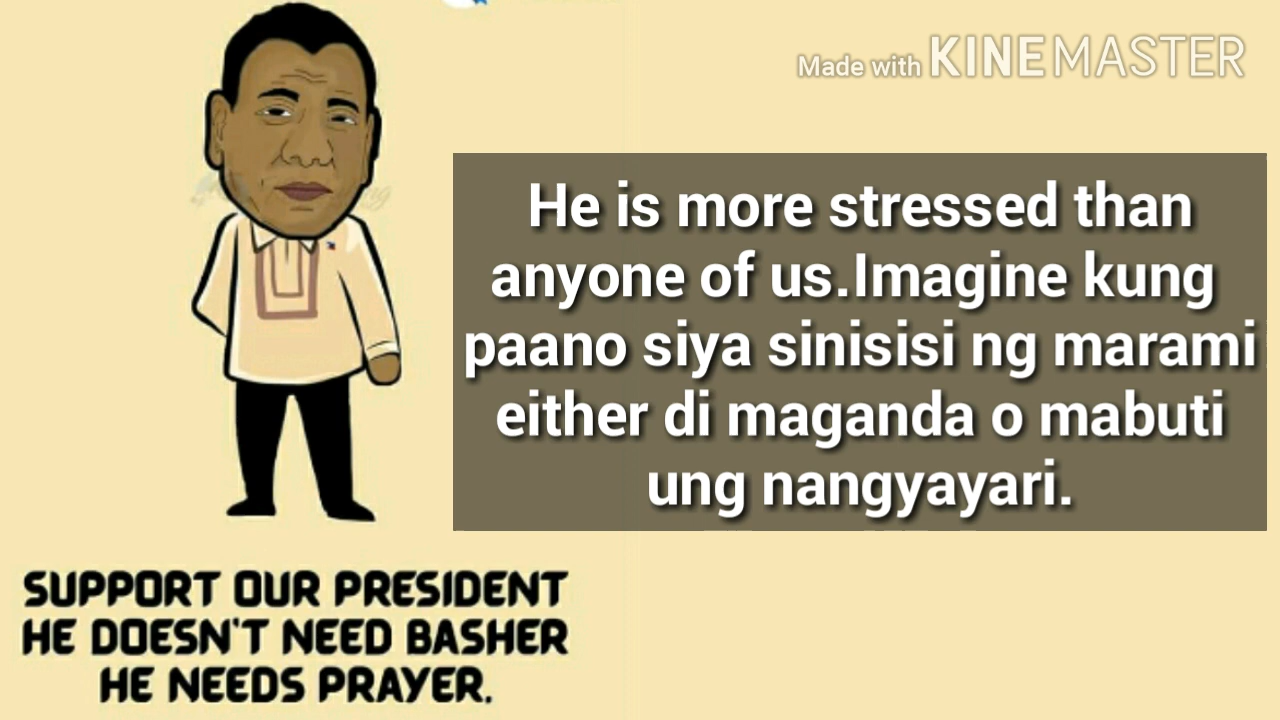 Made with KINEMASTER
He is more stressed than
anyone of us.Imagine kung
paano siya sinisisi ng marami
either di maganda o mabuti
ung nangyayari.
SUPPORT OUR PRESIDENT
HE DOESN'T NEED BASHER
HE NEEDS PRAYER.